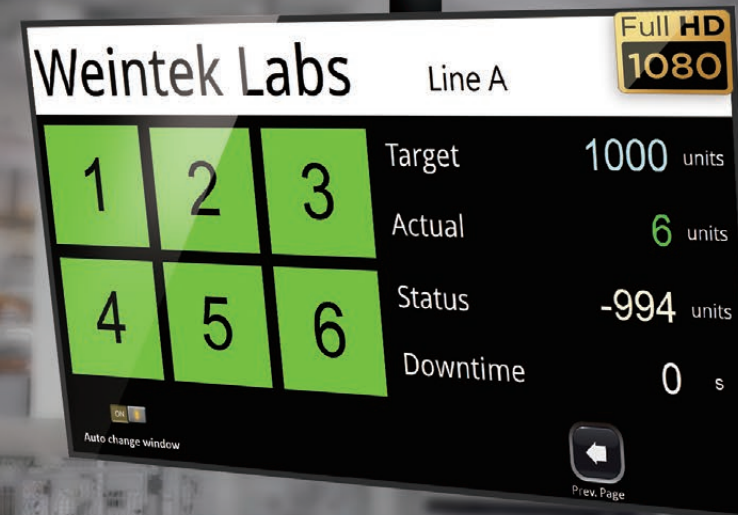 Weintek Labs
Line A
Full HD
1080
1
2
3
4
5
6
Target 1000 units
Actual 6 units
Status -994 units
Downtime 0 s
ON
Auto change window
Prev. Page